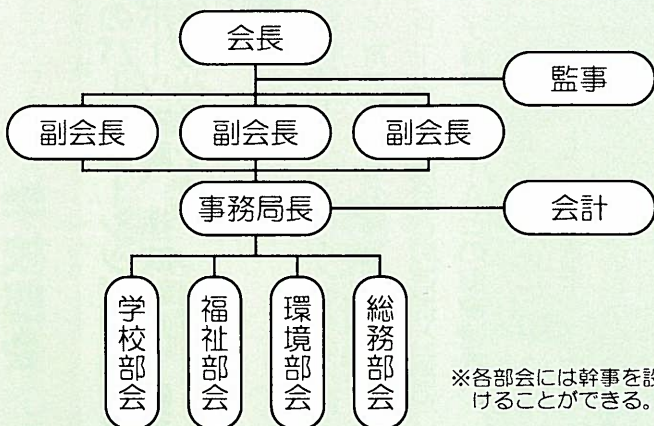 会長
監事
副会長
副会長
副会長
事務局長
会計
学校部会
福祉部会
環境部会
総務部会
※各部会には幹事を設
けることができる。